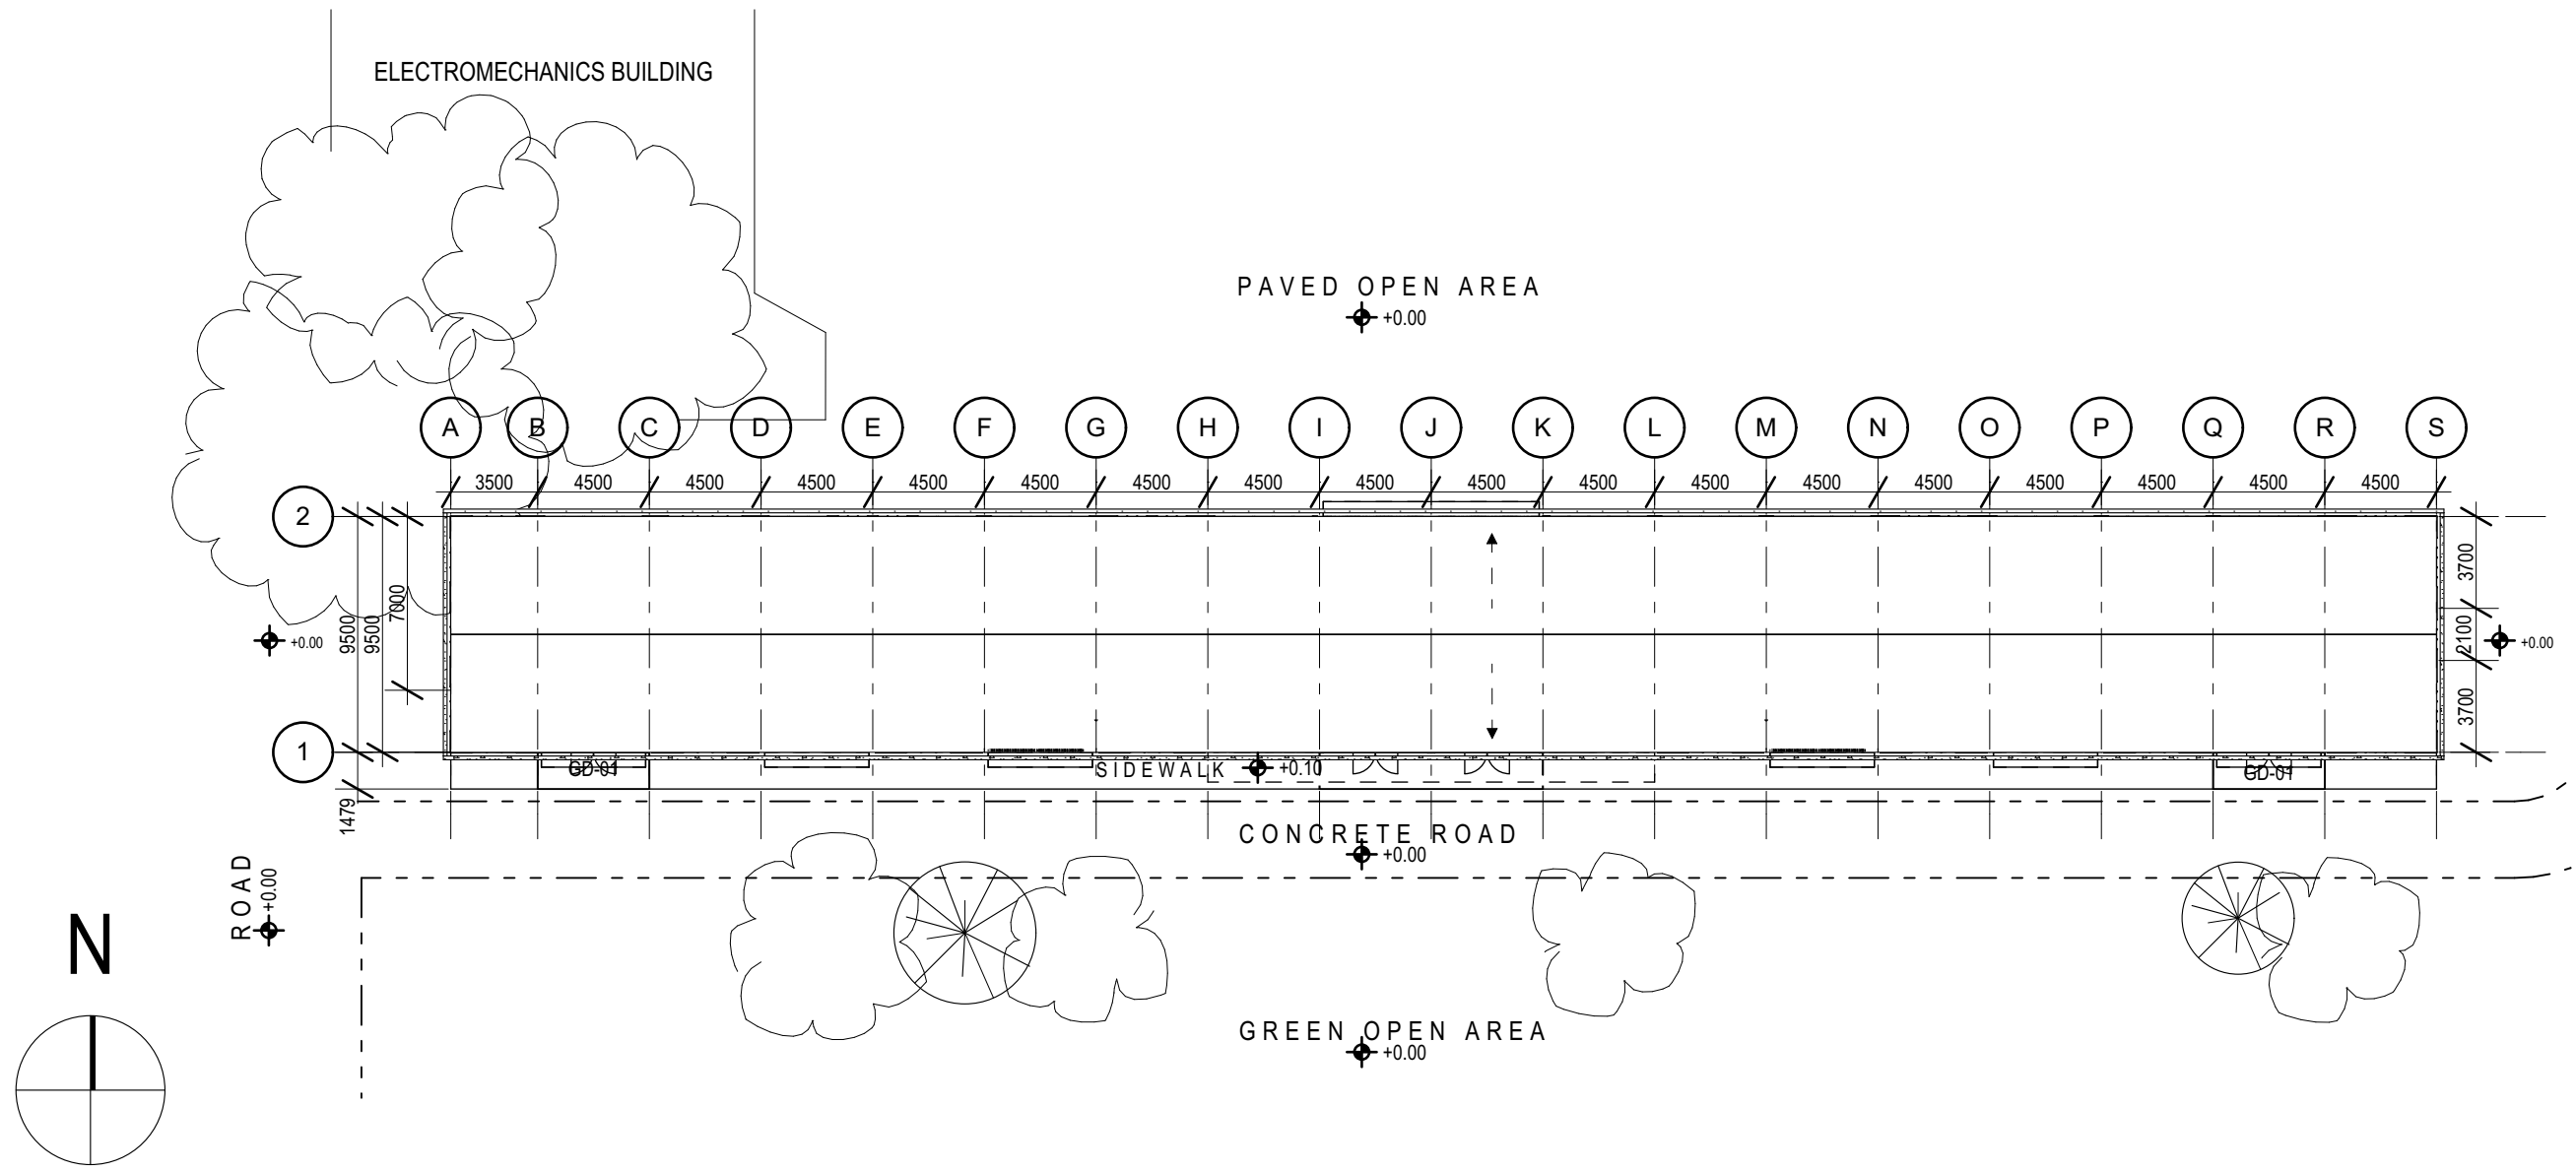 ELECTROMECHANICS BUILDING
PAVED OPEN AREA
+0.00
A B C D E F G H I J K L M N O P Q R S
3500 4500 4500 4500 4500 4500 4500 4500 4500 4500 4500 4500 4500 4500 4500 4500 4500 4500
2
3700
7000
9500
9500
+0.00
2100
+0.00
3700
1
GD-01
SIDEWALK
+0.10
GD-01
1479
CONCRETE ROAD
+0.00
ROAD
+0.00
N
GREEN OPEN AREA
+0.00